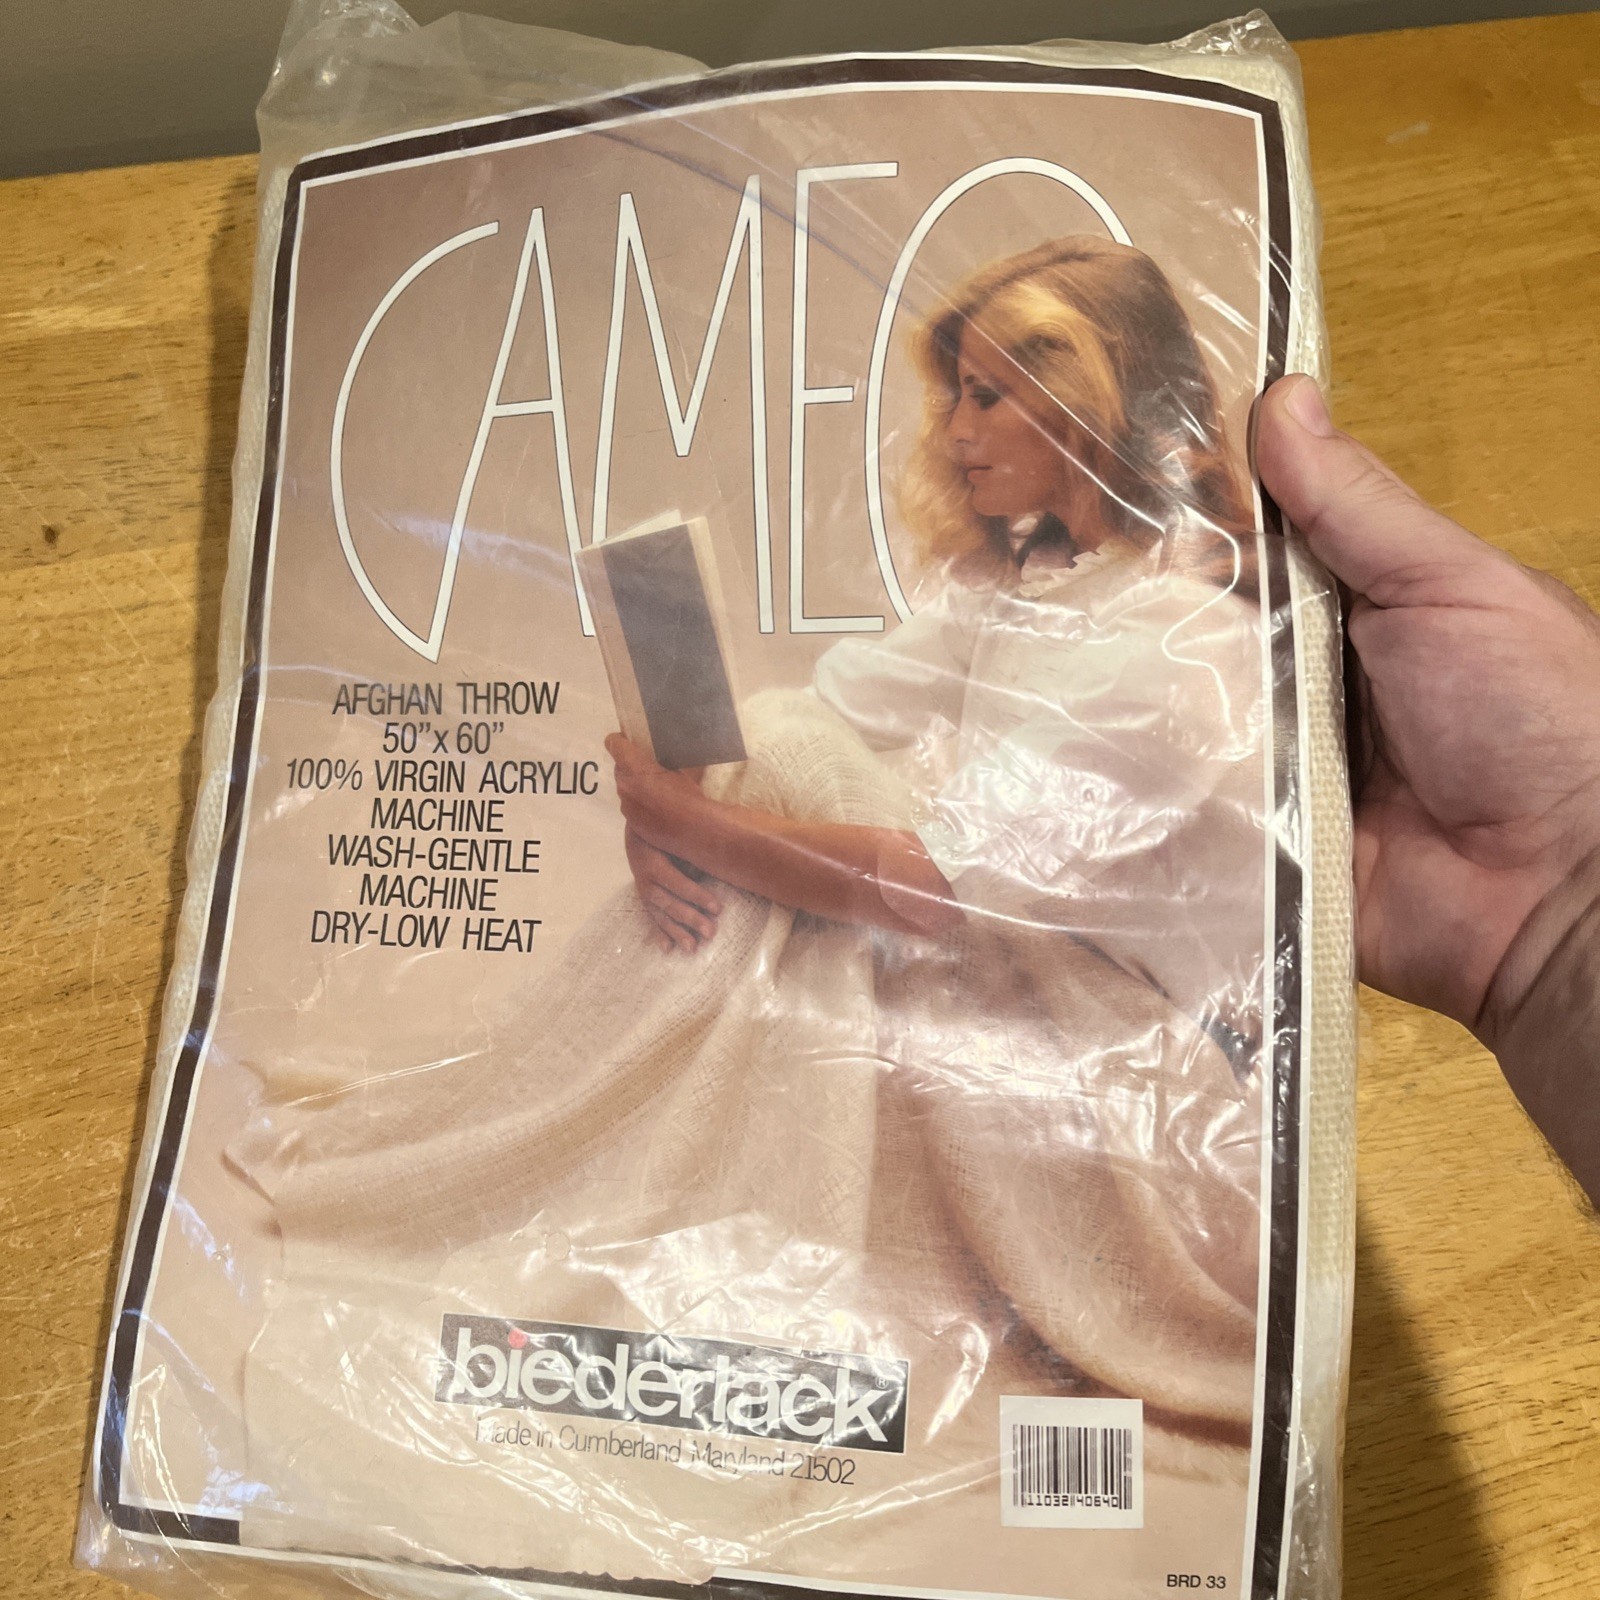 CAMEO
AFGHAN THROW
50” x 60”
100% VIRGIN ACRYLIC
MACHINE
WASH-GENTLE
MACHINE
DRY-LOW HEAT
biederlack®
Made in Cumberland, Maryland 21502
11032 40640
BRD 33